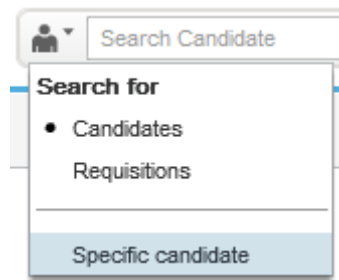 Search Candidate
Search for
Candidates
Requisitions
Specific candidate